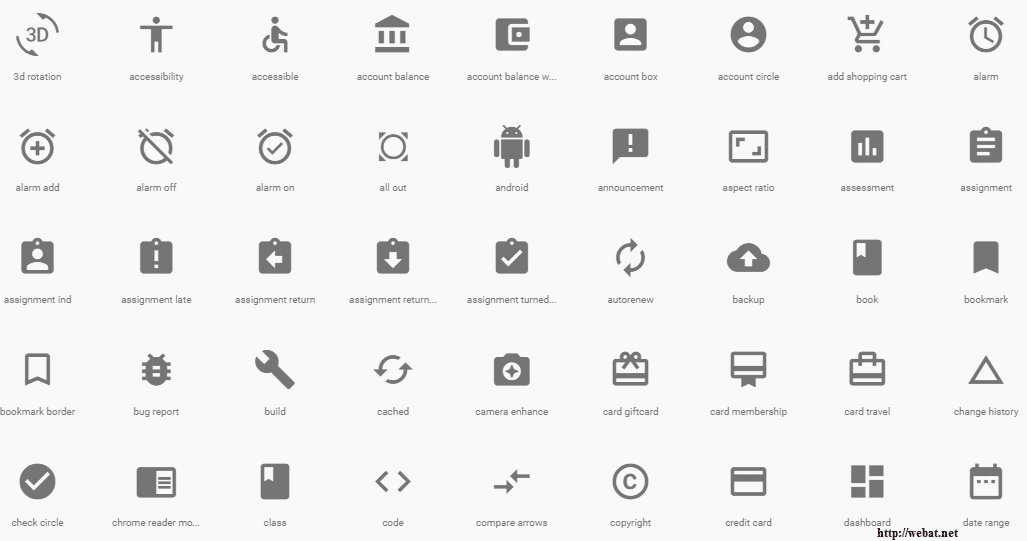 3D
3d rotation accessibility accessible account balance account balance w... account box account circle add shopping cart alarm
alarm add alarm off alarm on all out android announcement aspect ratio assessment assignment
assignment ind assignment late assignment return assignment return... assignment turned... autorenew backup book bookmark
bookmark border bug report build cached camera enhance card giftcard card membership card travel change history
C
check circle chrome reader mo... class code compare arrows copyright credit card dashboard date range
http://webat.net